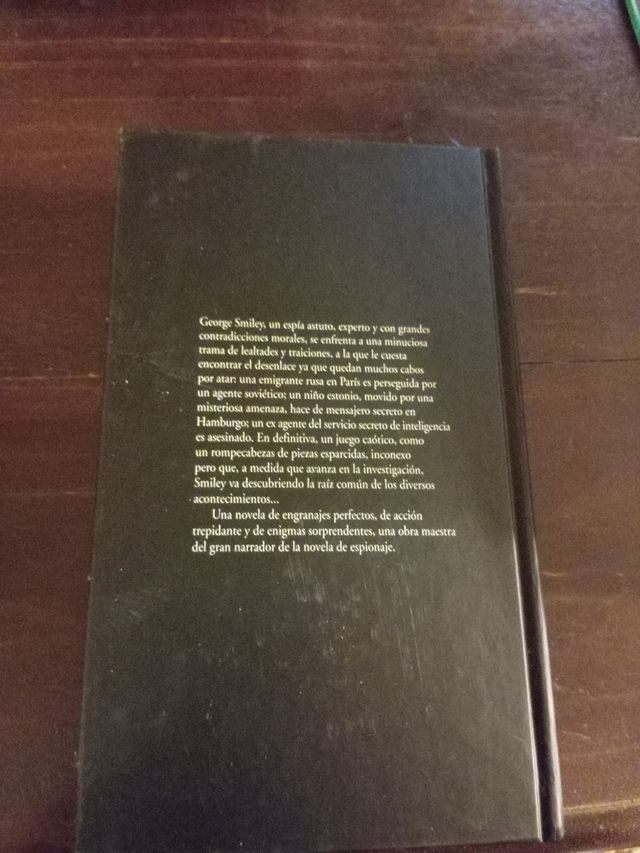 George Smiley, un espía astuto, experto y con grandes
contradicciones morales, se enfrenta a una minuciosa
trama de lealtades y traiciones, a la que le cuesta
encontrar el desenlace ya que quedan muchos cabos
por atar: una emigrante rusa en París es perseguida por
un agente soviético; un niño estonio, movido por una
misteriosa amenaza, hace de mensajero secreto en
Hamburgo; un ex agente del servicio secreto de inteligencia
es asesinado. En definitiva, un juego caótico, como
un rompecabezas de piezas esparcidas, inconexo
pero que, a medida que avanza en la investigación,
Smiley va descubriendo la raíz común de los diversos
acontecimientos...
Una novela de engranajes perfectos, de acción
trepidante y de enigmas sorprendentes, una obra maestra
del gran narrador de la novela de espionaje.